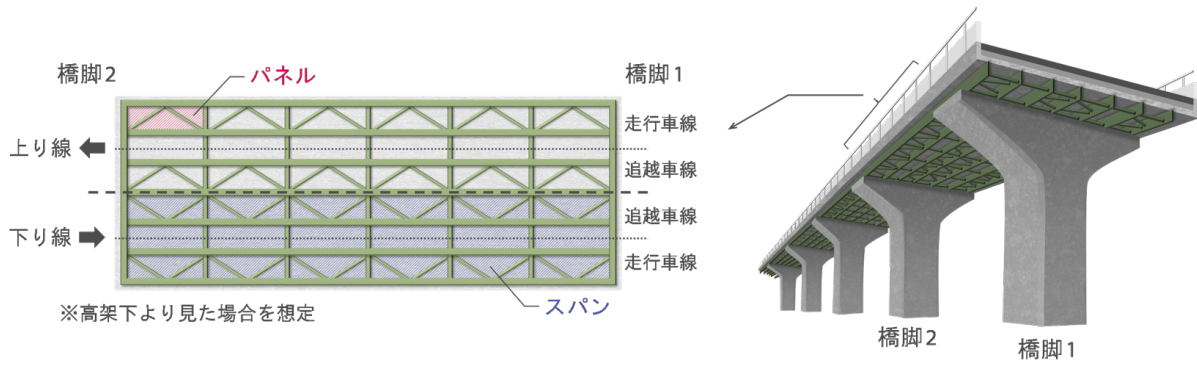 橋脚2
パネル
橋脚1
走行車線
上り線
追越車線
追越車線
下り線
走行車線
スパン
※高架下より見た場合を想定
橋脚2
橋脚1